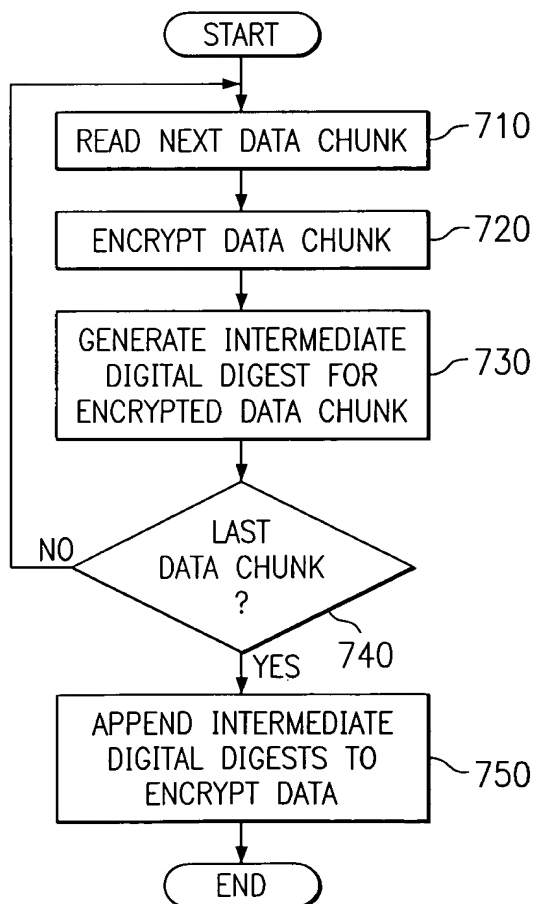 START
READ NEXT DATA CHUNK
710
ENCRYPT DATA CHUNK
720
GENERATE INTERMEDIATE
DIGITAL DIGEST FOR
ENCRYPTED DATA CHUNK
730
LAST
DATA CHUNK
?
NO
740
YES
APPEND INTERMEDIATE
DIGITAL DIGESTS TO
ENCRYPT DATA
750
END